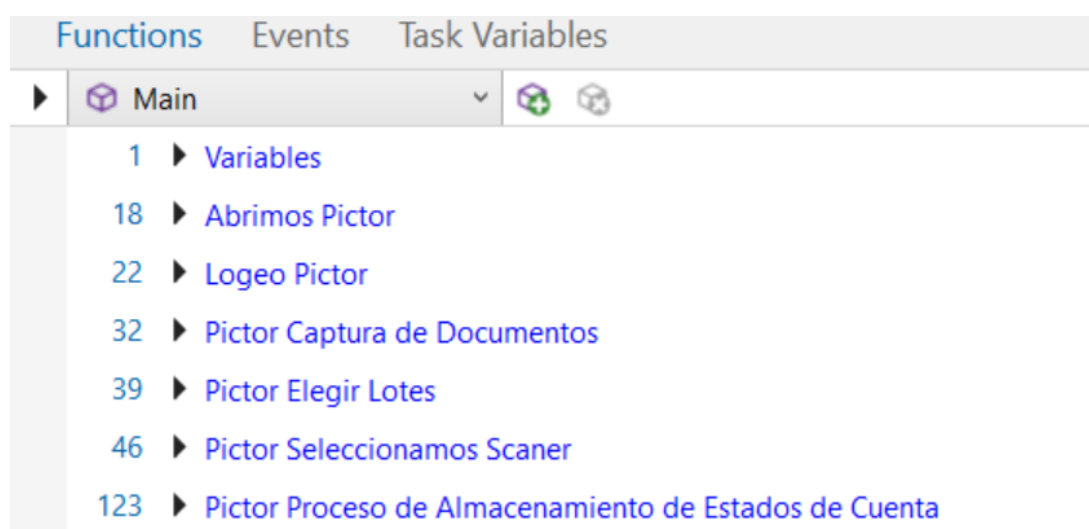 Functions Events Task Variables
Main
1 Variables
18 Abrimos Pictor
22 Logeo Pictor
32 Pictor Captura de Documentos
39 Pictor Elegir Lotes
46 Pictor Seleccionamos Scaner
123 Pictor Proceso de Almacenamiento de Estados de Cuenta